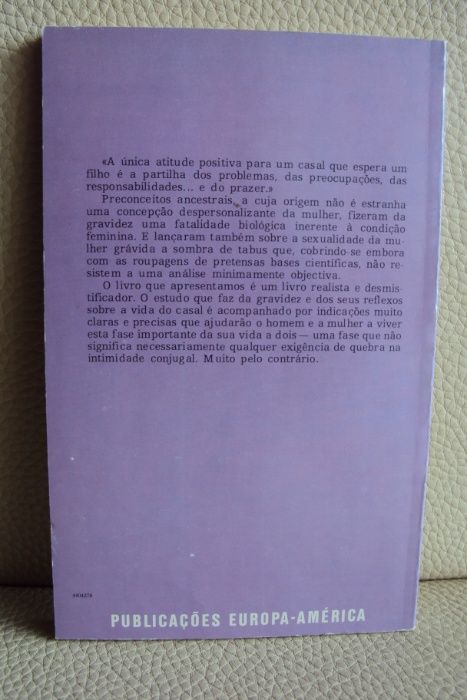 «A única atitude positiva para um casal que espera um
filho é a partilha dos problemas, das preocupações, das
responsabilidades... e do prazer.»
Preconceitos ancestrais, a cuja origem não é estranha
uma concepção despersonalizante da mulher, fizeram da
gravidez uma fatalidade biológica inerente à condição
feminina. E lançaram também sobre a sexualidade da mu-
lher grávida a sombra de tabus que, cobrindo-se embora
com as roupagens de pretensas bases científicas, não re-
sistem a uma análise minimamente objectiva.
O livro que apresentamos é um livro realista e desmis-
tificador. O estudo que faz da gravidez e dos seus reflexos
sobre a vida do casal é acompanhado por indicações muito
claras e precisas que ajudarão o homem e a mulher a viver
esta fase importante da sua vida a dois — uma fase que não
significa necessariamente qualquer exigência de quebra na
intimidade conjugal. Muito pelo contrário.
PUBLICAÇÕES EUROPA-AMÉRICA